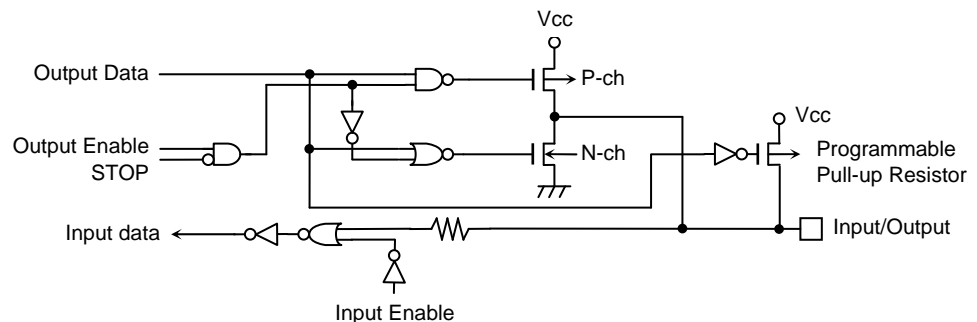 Vcc
Output Data
P-ch
Vcc
Output Enable
STOP
N-ch
Programmable
Pull-up Resistor
Input data
Input/Output
Input Enable